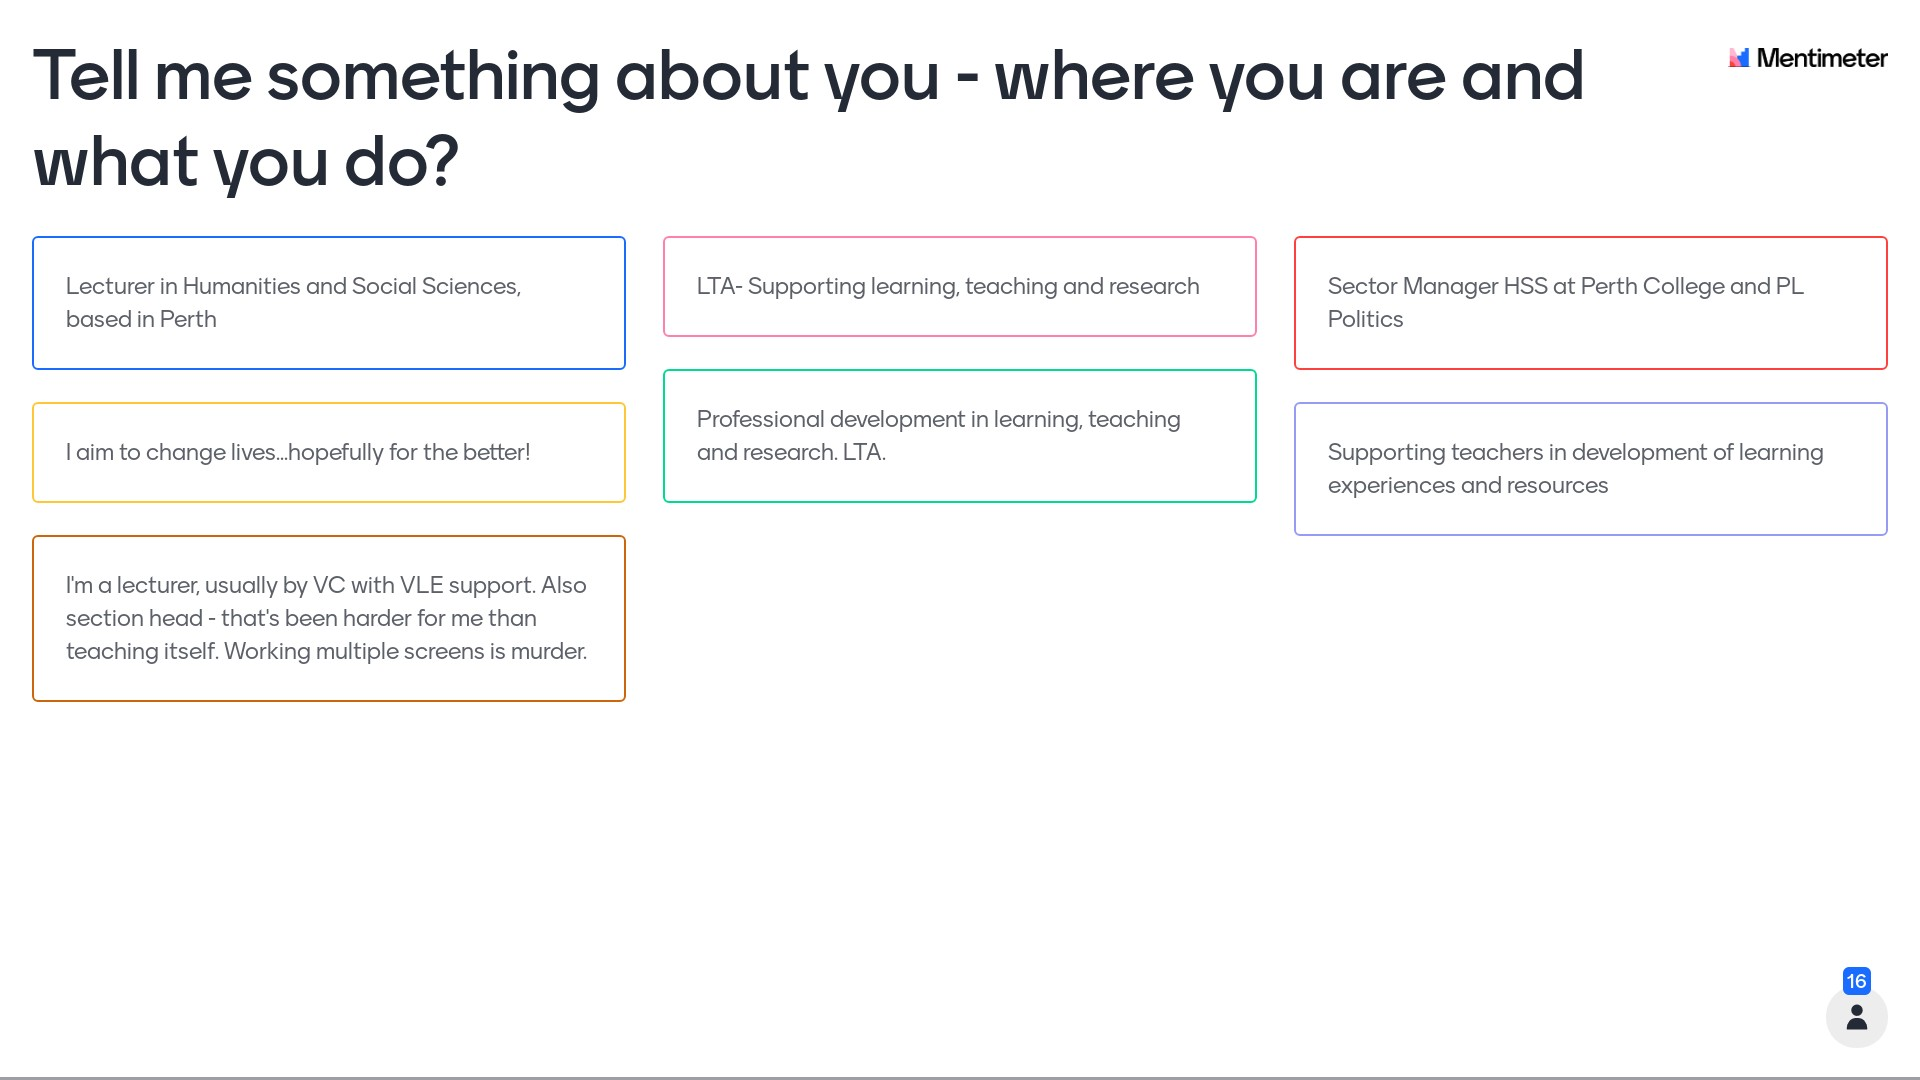 Tell me something about you - where you are and
what you do?
Mentimeter
Lecturer in Humanities and Social Sciences,
based in Perth
LTA- Supporting learning, teaching and research
Sector Manager HSS at Perth College and PL
Politics
I aim to change lives...hopefully for the better!
Professional development in learning, teaching
and research. LTA.
Supporting teachers in development of learning
experiences and resources
I'm a lecturer, usually by VC with VLE support. Also
section head - that's been harder for me than
teaching itself. Working multiple screens is murder.
16